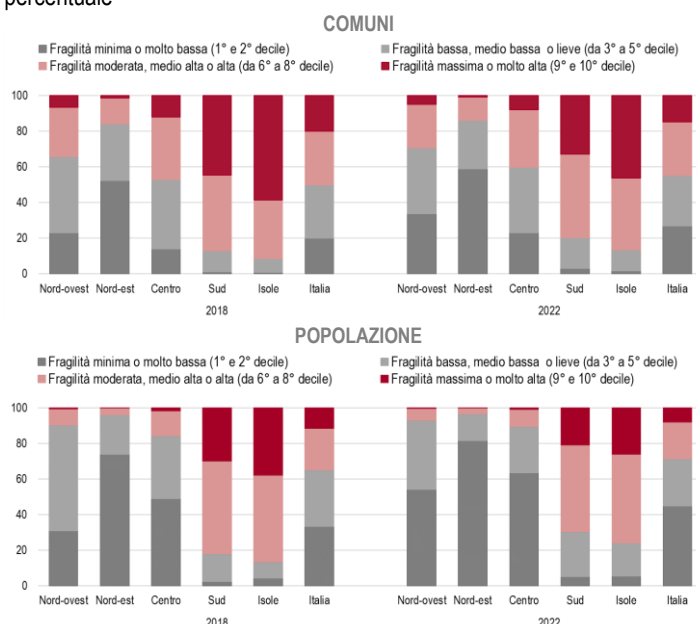 percentuale
COMUNI
Fragilità minima o molto bassa (1° e 2° decile)
Fragilità bassa, medio bassa o lieve (da 3° a 5° decile)
Fragilità moderata, medio alta o alta (da 6° a 8° decile)
Fragilità massima o molto alta (9° e 10° decile)
100
80
60
40
20
0
Nord-ovest Nord-est Centro Sud Isole Italia
Nord-ovest Nord-est Centro Sud Isole Italia
2018
2022
POPOLAZIONE
Fragilità minima o molto bassa (1° e 2° decile)
Fragilità bassa, medio bassa o lieve (da 3° a 5° decile)
Fragilità moderata, medio alta o alta (da 6° a 8° decile)
Fragilità massima o molto alta (9° e 10° decile)
100
80
60
40
20
0
Nord-ovest Nord-est Centro Sud Isole Italia
Nord-ovest Nord-est Centro Sud Isole Italia
2018
2022